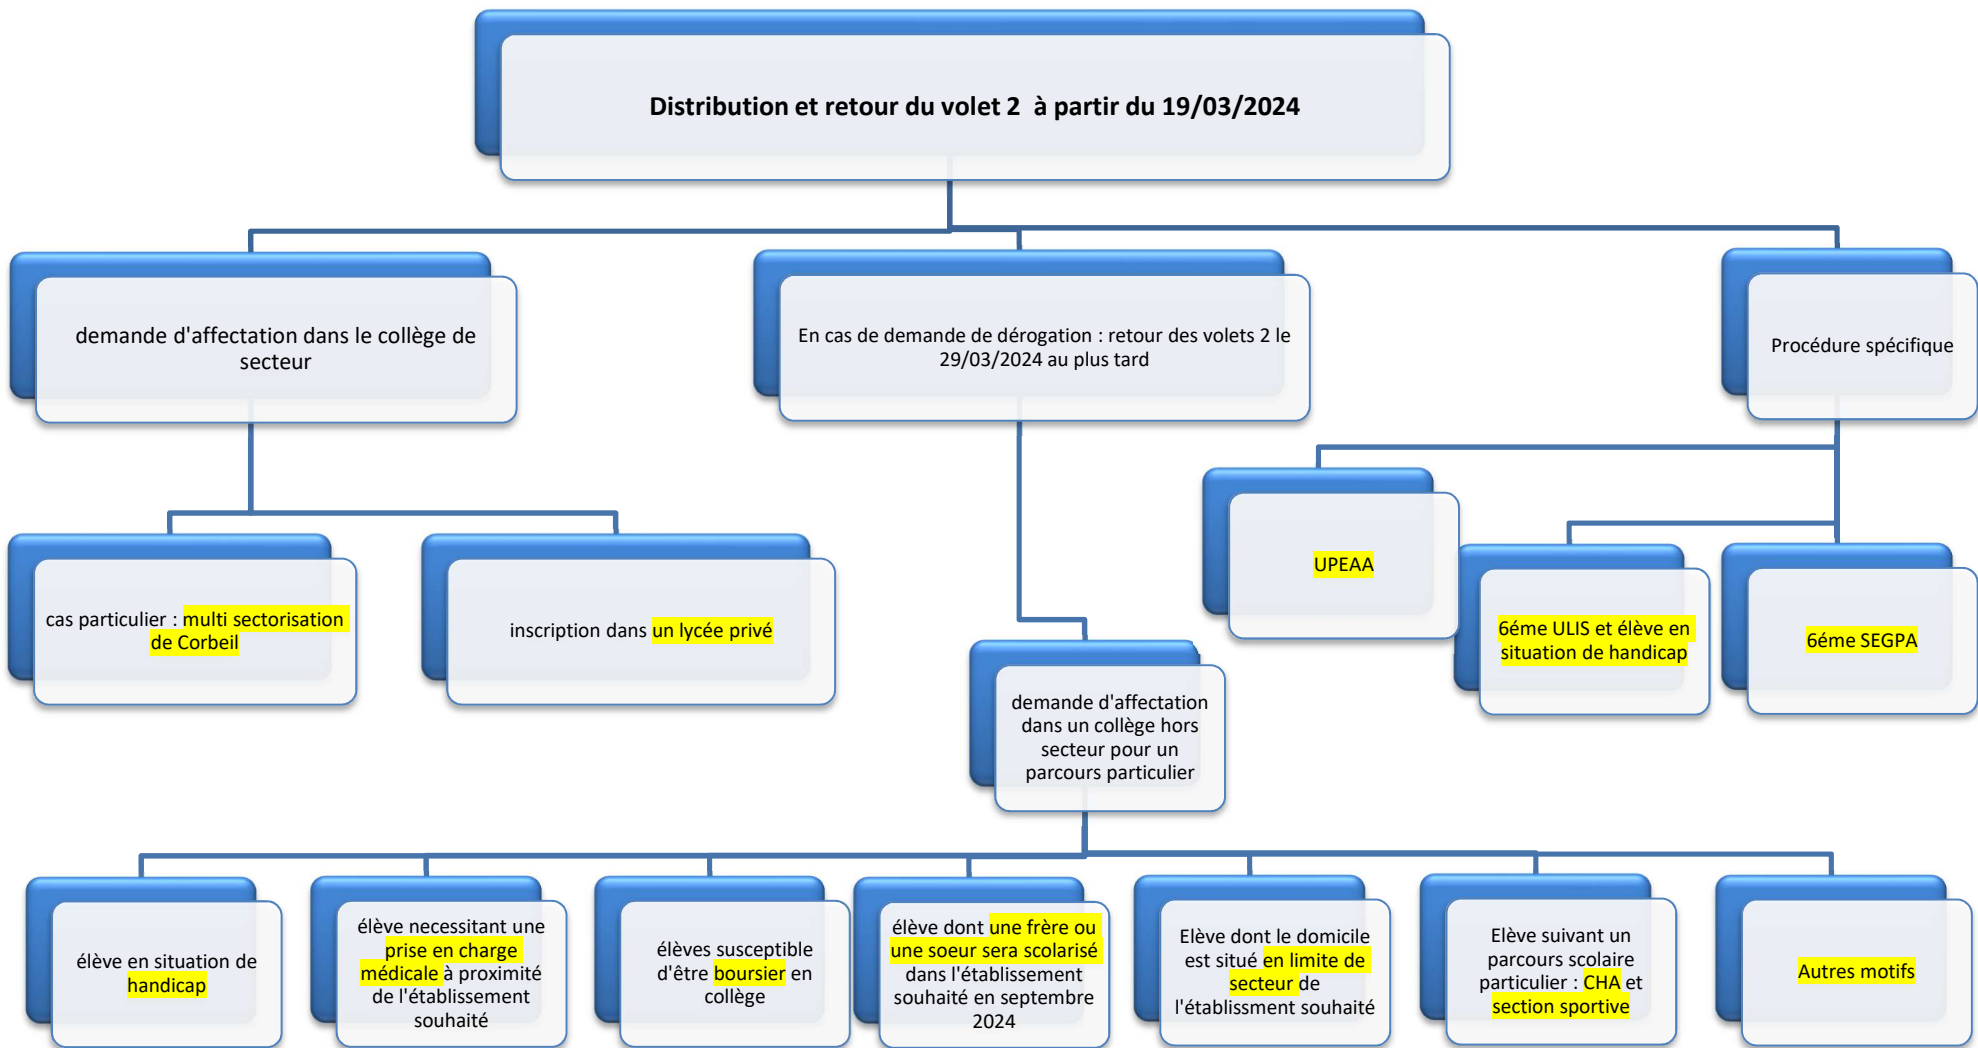 Distribution et retour du volet 2 à partir du 19/03/2024
demande d'affectation dans le collège de
secteur
En cas de demande de dérogation : retour des volets 2 le
29/03/2024 au plus tard
Procédure spécifique
cas particulier : multi sectorisation
de Corbeil
inscription dans un lycée privé
UPEAA
6éme ULIS et élève en
situation de handicap
6éme SEGPA
demande d'affectation
dans un collège hors
secteur pour un
parcours particulier
élève en situation de
handicap
élève necessitant une
prise en charge
médicale à proximité
de l'établissement
souhaité
élèves susceptible
d'être boursier en
collège
élève dont une frère ou
une soeur sera scolarisé
dans l'établissement
souhaité en septembre
2024
Elève dont le domicile
est situé en limite de
secteur de
l'établissment souhaité
Elève suivant un
parcours scolaire
particulier : CHA et
section sportive
Autres motifs